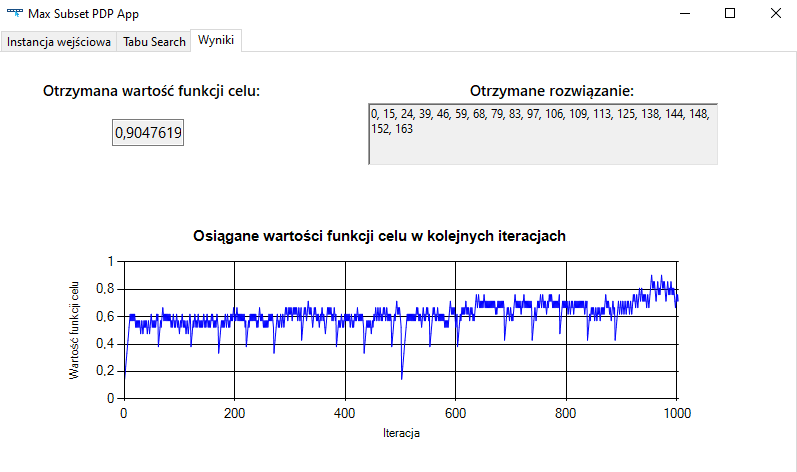 Max Subset PDP App
Instancja wejściowa Tabu Search Wyniki
Otrzymana wartość funkcji celu:
0,9047619
Otrzymane rozwiązanie:
0, 15, 24, 39, 46, 59, 68, 79, 83, 97, 106, 109, 113, 125, 138, 144, 148,
152, 163
Osiągane wartości funkcji celu w kolejnych iteracjach
Wartość funkcji celu
1
0,8
0,6
0,4
0,2
0
0 200 400 600 800 1000
Iteracja